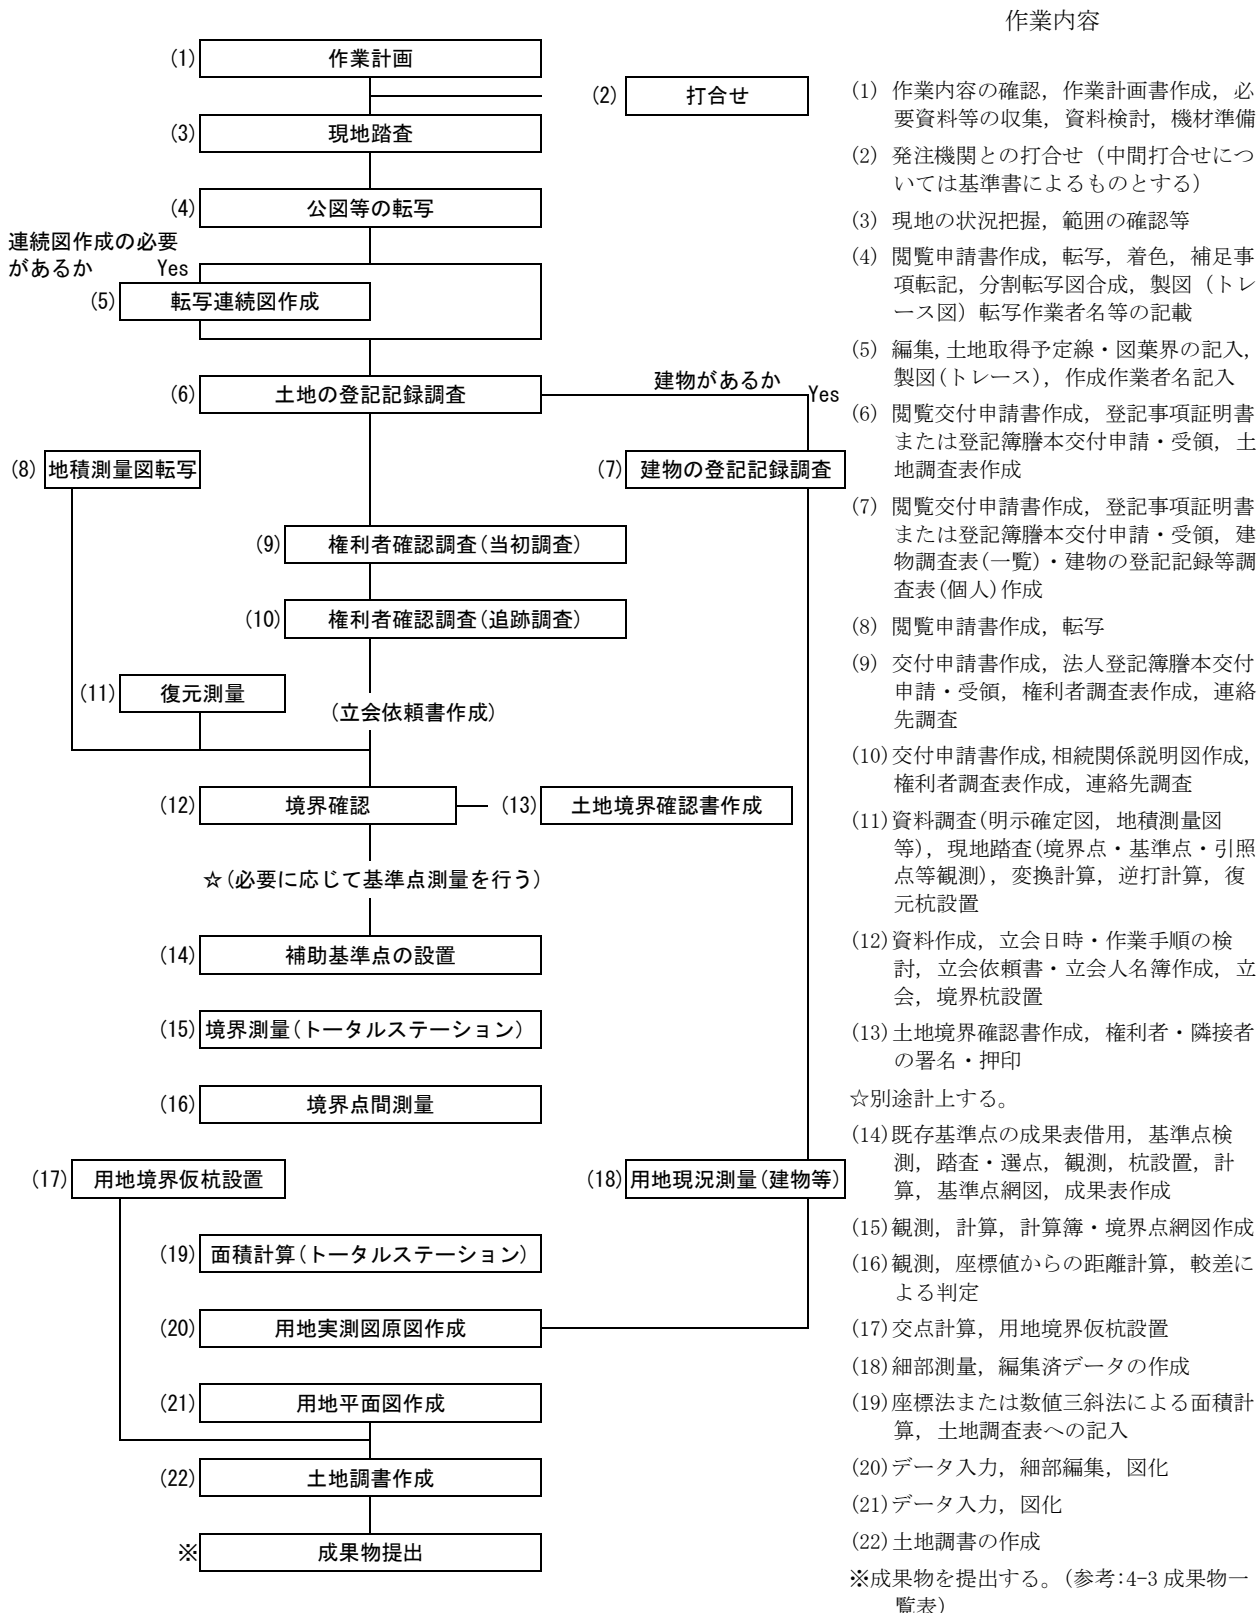 (1) 作業計画
(2) 打合せ
(3) 現地踏査
(4) 公図等の転写
連続図作成の必要
があるか Yes
(5) 転写連続図作成
(6) 土地の登記記録調査
建物があるか
Yes
(8) 地積測量図転写
(7) 建物の登記記録調査
(9) 権利者確認調査(当初調査)
(10) 権利者確認調査(追跡調査)
(11) 復元測量
(立会依頼書作成)
(12) 境界確認
(13) 土地境界確認書作成
☆(必要に応じて基準点測量を行う)
(14) 補助基準点の設置
(15) 境界測量(トータルステーション)
(16) 境界点間測量
(17) 用地境界仮杭設置
(18) 用地現況測量(建物等)
(19) 面積計算(トータルステーション)
(20) 用地実測図原図作成
(21) 用地平面図作成
(22) 土地調書作成
※ 成果物提出
作業内容
(1) 作業内容の確認, 作業計画書作成, 必
要資料等の収集, 資料検討, 機材準備
(2) 発注機関との打合せ(中間打合せにつ
いては基準書によるものとする)
(3) 現地の状況把握, 範囲の確認等
(4) 閲覧申請書作成, 転写, 着色, 補足事
項転記, 分割転写図合成, 製図(トレ
ース図)転写作業者名等の記載
(5) 編集,土地取得予定線・図葉界の記入,
製図(トレース), 作成作業者名記入
(6) 閲覧交付申請書作成, 登記事項証明書
または登記簿謄本交付申請・受領, 土
地調査表作成
(7) 閲覧交付申請書作成, 登記事項証明書
または登記簿謄本交付申請・受領, 建
物調査表(一覧)・建物の登記記録等調
査表(個人)作成
(8) 閲覧申請書作成, 転写
(9) 交付申請書作成, 法人登記簿謄本交付
申請・受領, 権利者調査表作成, 連絡
先調査
(10)交付申請書作成,相続関係説明図作成,
権利者調査表作成, 連絡先調査
(11)資料調査(明示確定図, 地積測量図
等), 現地踏査(境界点・基準点・引照
点等観測), 変換計算, 逆打計算, 復
元杭設置
(12)資料作成, 立会日時・作業手順の検
討, 立会依頼書・立会人名簿作成, 立
会, 境界杭設置
(13)土地境界確認書作成, 権利者・隣接者
の署名・押印
☆別途計上する。
(14)既存基準点の成果表借用, 基準点検
測, 踏査・選点, 観測, 杭設置, 計
算, 基準点網図, 成果表作成
(15)観測, 計算, 計算簿・境界点網図作成
(16)観測, 座標値からの距離計算, 較差に
よる判定
(17)交点計算, 用地境界仮杭設置
(18)細部測量, 編集済データの作成
(19)座標法または数値三斜法による面積計
算, 土地調査表への記入
(20)データ入力, 細部編集, 図化
(21)データ入力, 図化
(22)土地調書の作成
※成果物を提出する。(参考:4-3 成果物一
覧表)